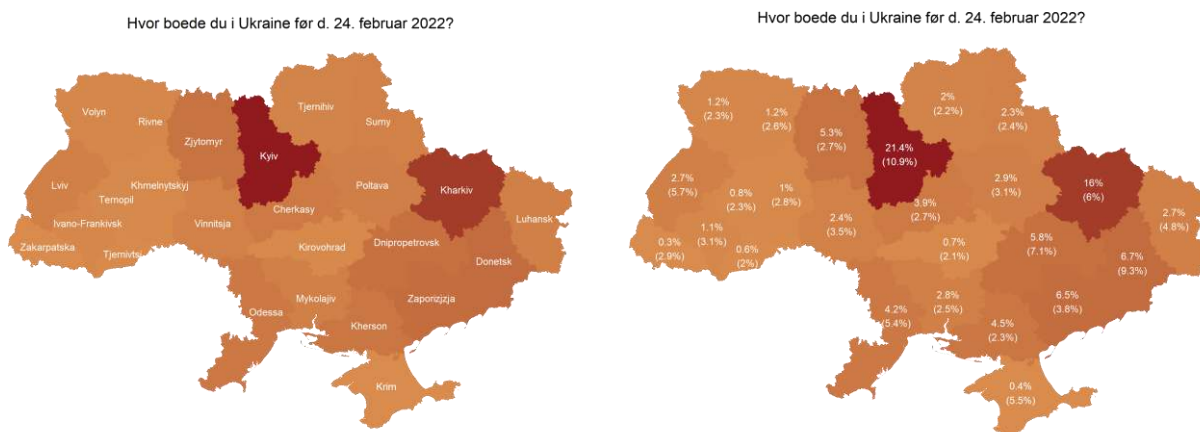 Hvor boede du i Ukraine før d. 24. februar 2022?
Volyn
Rivne
Zjytomyr
Kyiv
Tjernihiv
Sumy
Lviv
Ternopil
Khmelnytskyj
Ivano-Frankivsk
Zakarpatska
Tjernivtsi
Vinnitsja
Cherkasy
Poltava
Kharkiv
Luhansk
Kirovohrad
Dnipropetrovsk
Donetsk
Zaporizjzja
Mykolajiv
Odessa
Kherson
Krim
Hvor boede du i Ukraine før d. 24. februar 2022?
1.2%
(2.3%)
1.2%
(2.6%)
5.3%
(2.7%)
21.4%
(10.9%)
2%
(2.2%)
2.3%
(2.4%)
2.7%
(5.7%)
0.8%
(2.3%)
1%
(2.8%)
1.1%
(3.1%)
0.3%
(2.9%)
0.6%
(2%)
2.4%
(3.5%)
3.9%
(2.7%)
2.9%
(3.1%)
16%
(6%)
2.7%
(4.8%)
0.7%
(2.1%)
5.8%
(7.1%)
6.7%
(9.3%)
6.5%
(3.8%)
2.8%
(2.5%)
4.2%
(5.4%)
4.5%
(2.3%)
0.4%
(5.5%)